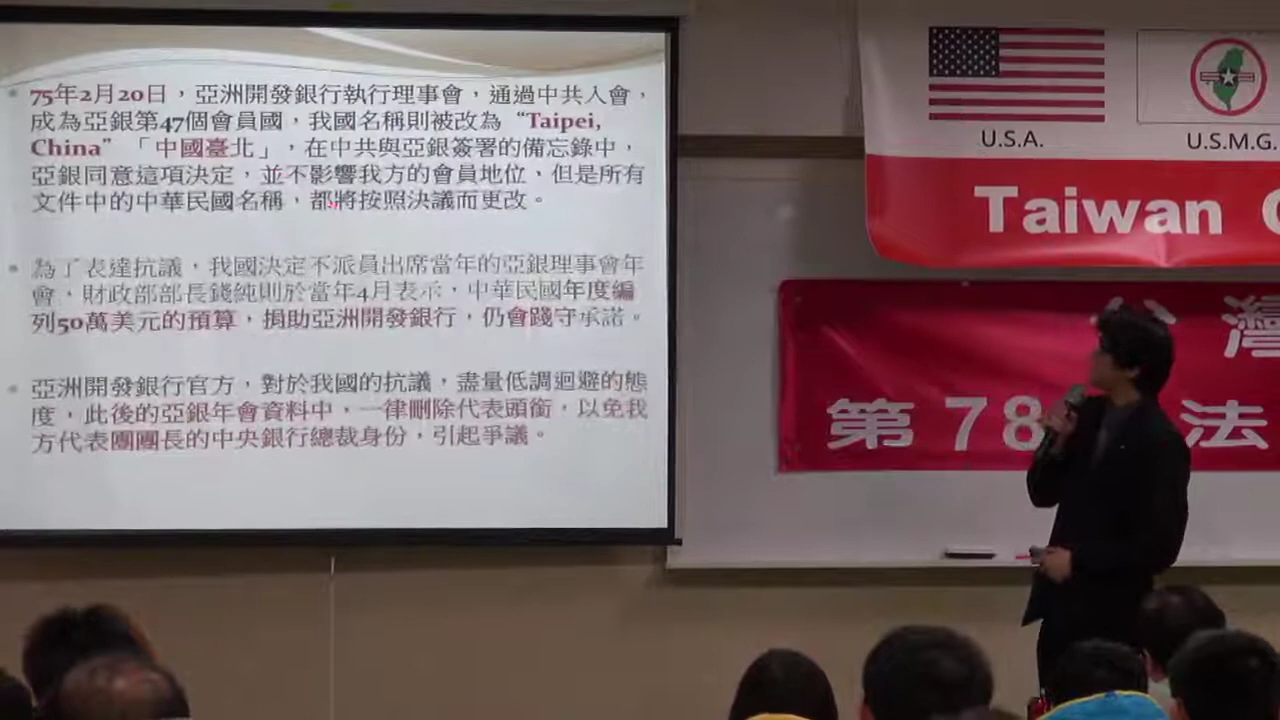 75年2月20日，亞洲開發銀行執行理事會，通過中共入會，
成為亞銀第47個會員國，我國名稱則被改為“Taipei,
China”「中國臺北」，在中共與亞銀簽署的備忘錄中，
亞銀同意這項決定，並不影響我方的會員地位，但是所有
文件中的中華民國名稱，都將按照決議而更改。
為了表達抗議，我國決定不派員出席當年的亞銀理事會年
會，財政部部長錢純則於當年4月表示，中華民國年度編
列50萬美元的預算，捐助亞洲開發銀行，仍會踐守承諾。
亞洲開發銀行官方，對於我國的抗議，盡量低調迴避的態
度，此後的亞銀年會資料中，一律刪除代表頭銜，以免我
方代表團團長的中央銀行總裁身份，引起爭議。
U.S.A.
U.S.M.G.
Taiwan
台灣
第78 法